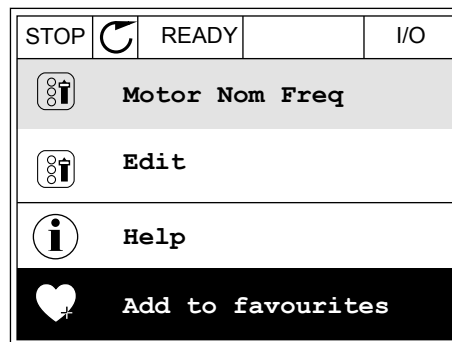 STOP READY I/O
Motor Nom Freq
Edit
Help
Add to favourites